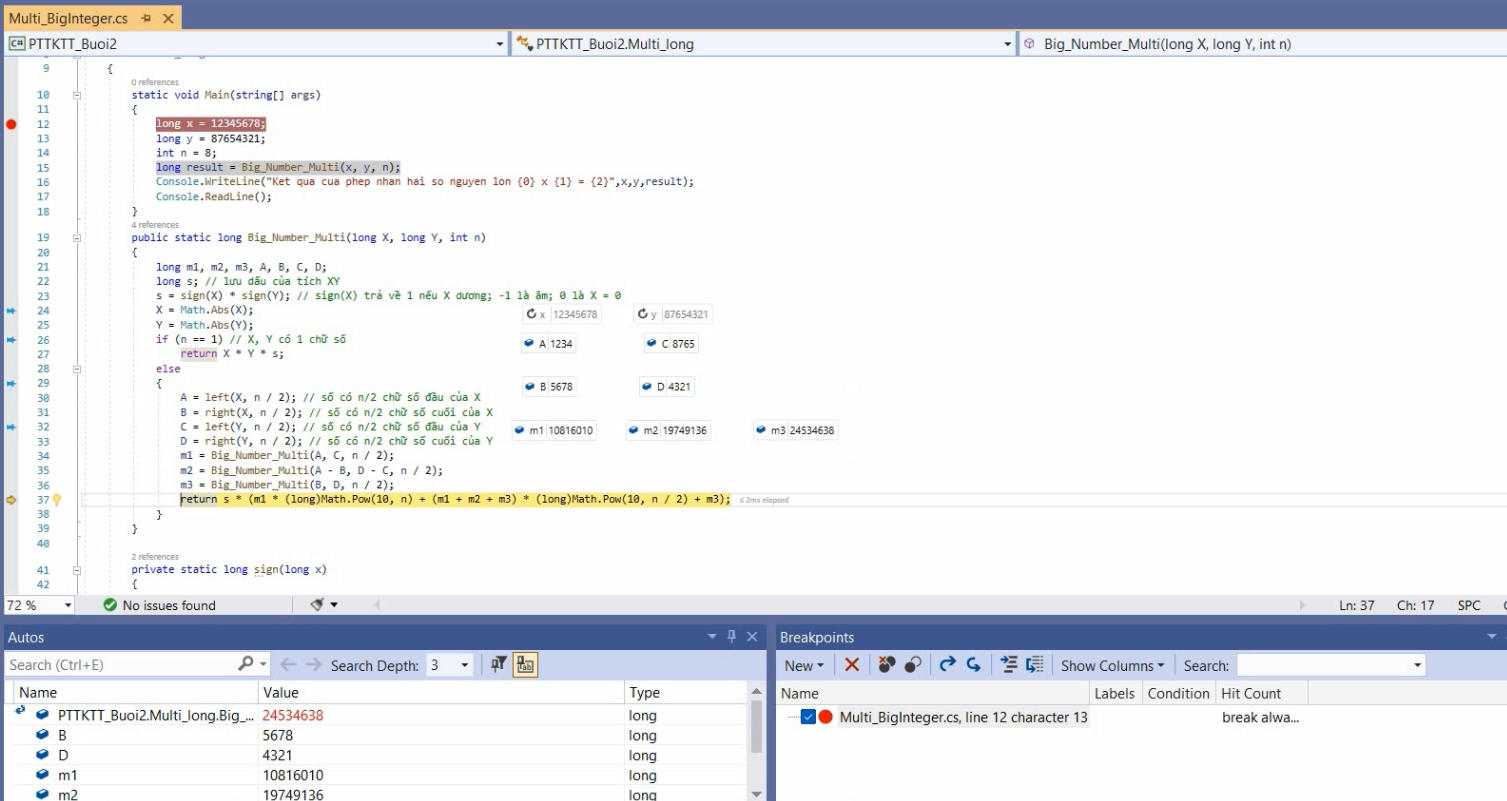 Multi_BigInteger.cs
C# PTTKTT_Buoi2 PTTKTT_Buoi2.Multi_long Big_Number_Multi(long X, long Y, int n)
9 {
0 references
10 static void Main(string[] args)
11 {
12 long x = 12345678;
13 long y = 87654321;
14 int n = 8;
15 long result = Big_Number_Multi(x, y, n);
16 Console.WriteLine("Ket qua cua phep nhan hai so nguyen lon {0} x {1} = {2}",x,y,result);
17 Console.ReadLine();
18 }
4 references
19 public static long Big_Number_Multi(long X, long Y, int n)
20 {
21 long m1, m2, m3, A, B, C, D;
22 long s; // lưu dấu của tích XY
23 s = sign(X) * sign(Y); // sign(X) trả về 1 nếu X dương; -1 là âm; 0 là X = 0
24 X = Math.Abs(X); x 12345678 y 87654321
25 Y = Math.Abs(Y);
26 if (n == 1) // X, Y có 1 chữ số A 1234 C 8765
27 return X * Y * s;
28 else
29 { B 5678 D 4321
30 A = left(X, n / 2); // số có n/2 chữ số đầu của X
31 B = right(X, n / 2); // số có n/2 chữ số cuối của X
32 C = left(Y, n / 2); // số có n/2 chữ số đầu của Y m1 10816010 m2 19749136 m3 24534638
33 D = right(Y, n / 2); // số có n/2 chữ số cuối của Y
34 m1 = Big_Number_Multi(A, C, n / 2);
35 m2 = Big_Number_Multi(A - B, D - C, n / 2);
36 m3 = Big_Number_Multi(B, D, n / 2);
37 return s * (m1 * (long)Math.Pow(10, n) + (m1 + m2 + m3) * (long)Math.Pow(10, n / 2) + m3); ≤ 2ms elapsed
38 }
39 }
40
2 references
41 private static long sign(long x)
42 {
72 % No issues found Ln: 37 Ch: 17 SPC
Autos
Search (Ctrl+E) Search Depth: 3
Name Value Type
PTTKTT_Buoi2.Multi_long.Big_... 24534638 long
B 5678 long
D 4321 long
m1 10816010 long
m2 19749136 long
Breakpoints
New Show Columns Search:
Name Labels Condition Hit Count
Multi_BigInteger.cs, line 12 character 13 break alwa...